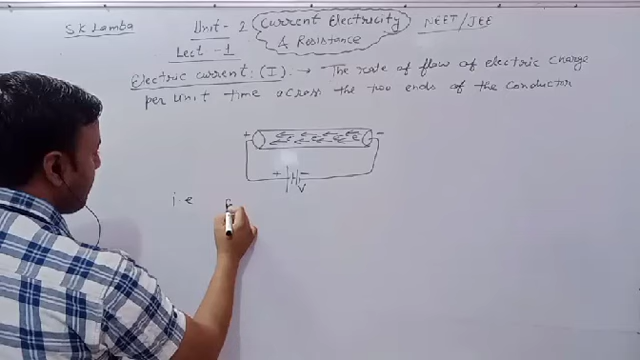 S.K Lamba
Unit- 2 Current Electricity NEET/JEE
& Resistance
Lect -1
Electric current: (I). → The rate of flow of electric charge
per unit time across the two ends of the conductor
+ -
+ -
V
i.e